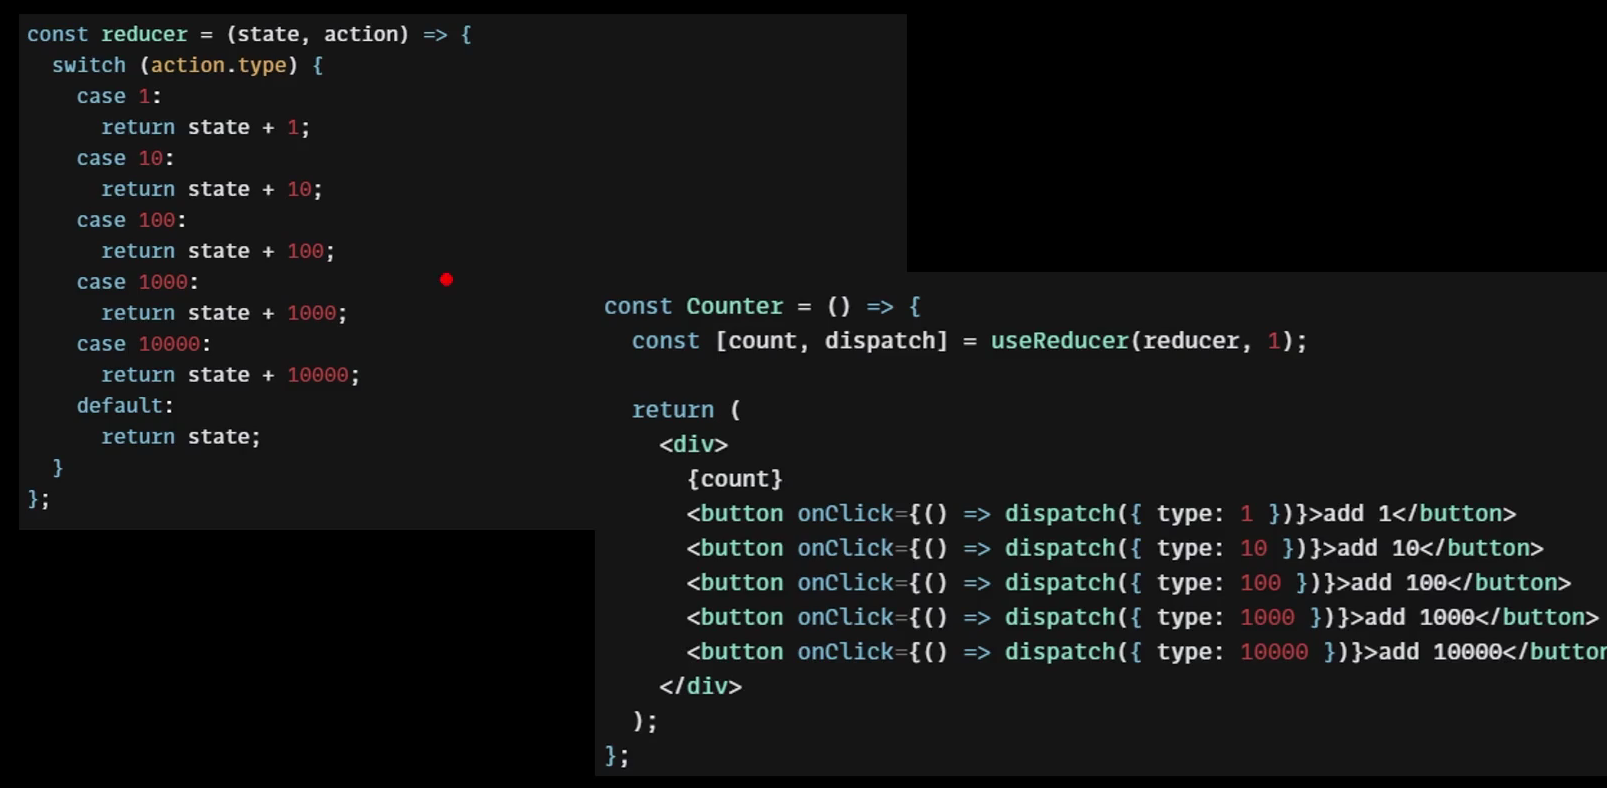 const reducer = (state, action) => {
  switch (action.type) {
    case 1:
      return state + 1;
    case 10:
      return state + 10;
    case 100:
      return state + 100;
    case 1000:
      return state + 1000;
    case 10000:
      return state + 10000;
    default:
      return state;
  }
};
const Counter = () => {
  const [count, dispatch] = useReducer(reducer, 1);
  return (
    <div>
      {count}
      <button onClick={() => dispatch({ type: 1 })}>add 1</button>
      <button onClick={() => dispatch({ type: 10 })}>add 10</button>
      <button onClick={() => dispatch({ type: 100 })}>add 100</button>
      <button onClick={() => dispatch({ type: 1000 })}>add 1000</button>
      <button onClick={() => dispatch({ type: 10000 })}>add 10000</button
    </div>
  );
};